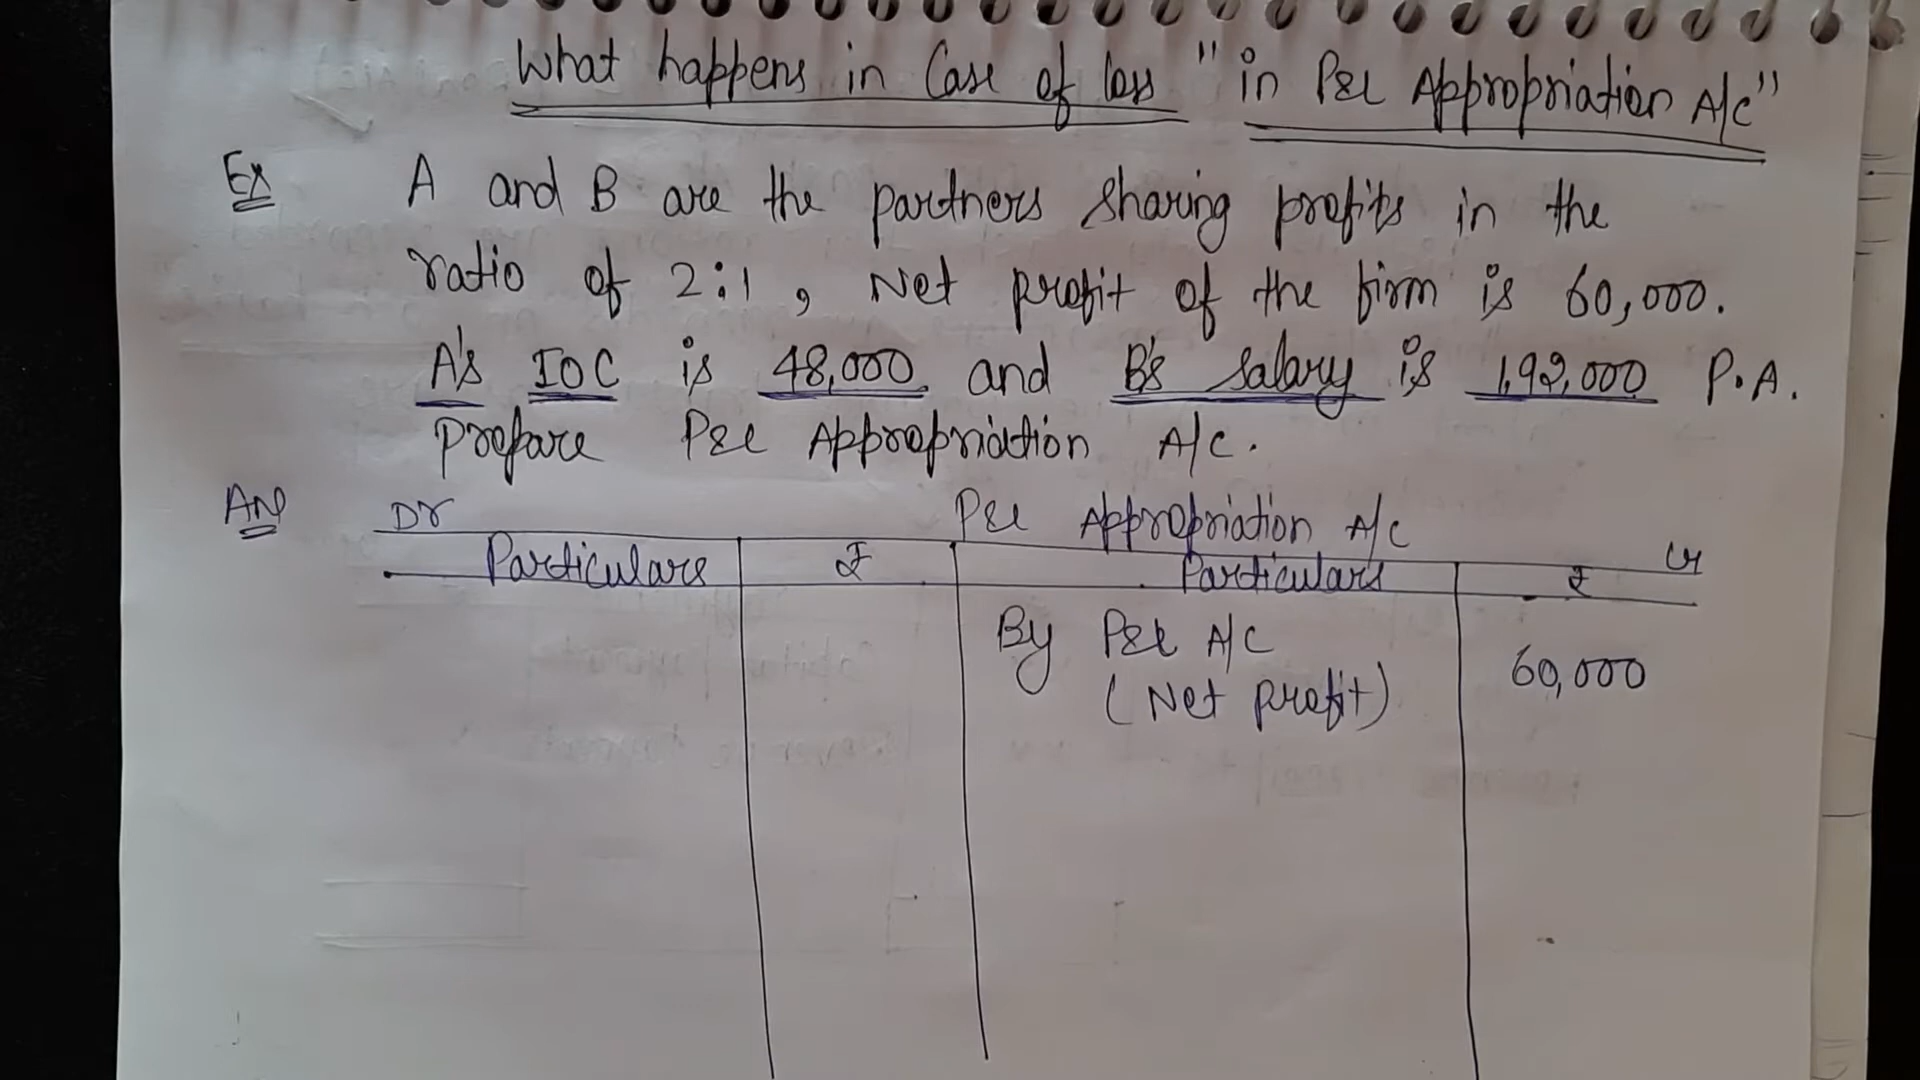 What happens in Case of loss "in P&L Appropriation A/c"
Ex A and B are the partners sharing profits in the
ratio of 2:1, Net profit of the firm is 60,000.
A's IOC is 48,000 and B's salary is 1,92,000 P.A.
Prepare P&L Appropriation A/C.
Ans Dr P&L Appropriation A/c Cr
Particulars ₹ Particulars ₹
By P&L A/C
(Net profit) 60,000